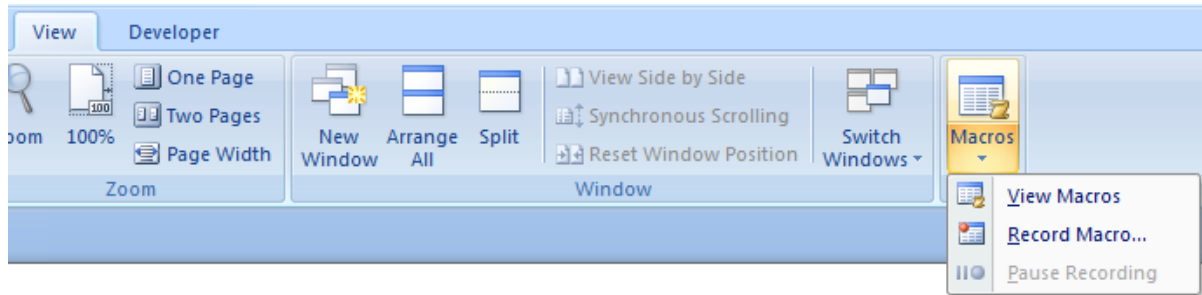 View Developer
One Page
Two Pages
Page Width
100
100%
Zoom
New Window
Arrange All
Split
View Side by Side
Synchronous Scrolling
Reset Window Position
Switch Windows
Window
Macros
View Macros
Record Macro...
Pause Recording